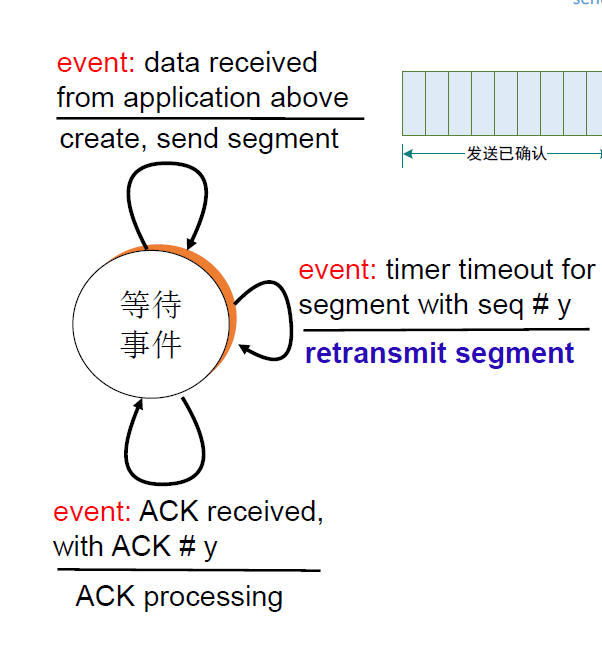 event: data received
from application above
create, send segment
发送已确认
event: timer timeout for
segment with seq # y
retransmit segment
等待
事件
event: ACK received,
with ACK # y
ACK processing